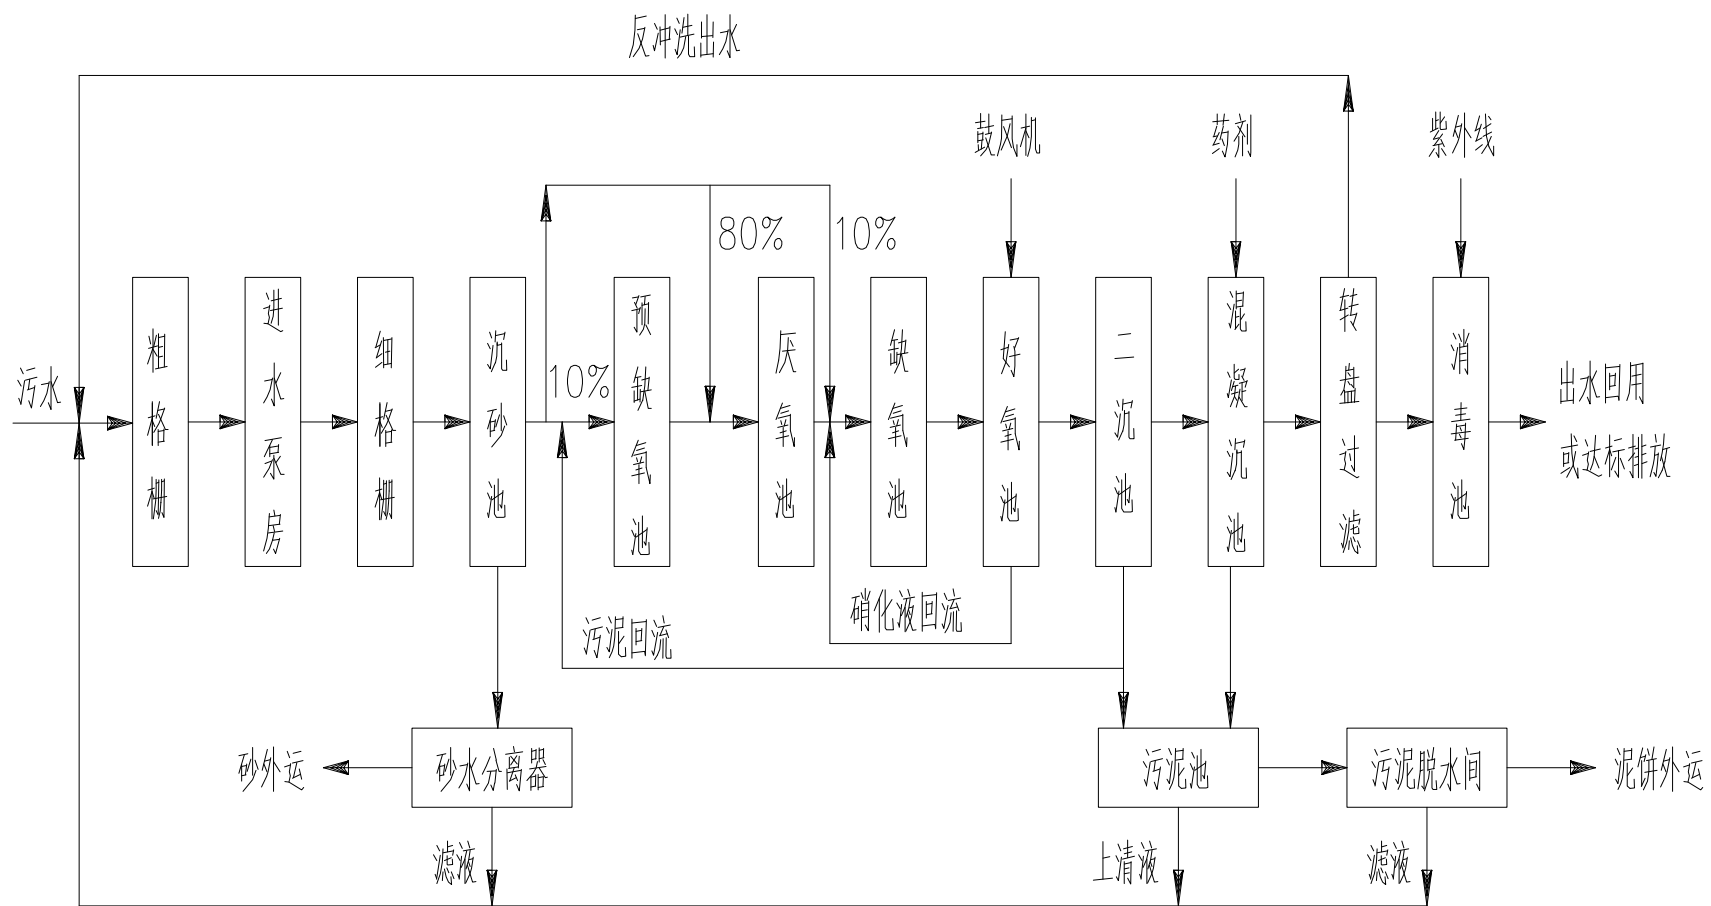 反冲洗出水
鼓风机
药剂
紫外线
80%
10%
10%
污水
粗格栅
进水泵房
细格栅
沉砂池
预缺氧池
厌氧池
缺氧池
好氧池
二沉池
混凝沉池
转盘过滤
消毒池
出水回用
或达标排放
污泥回流
硝化液回流
砂外运
砂水分离器
污泥池
污泥脱水间
泥饼外运
滤液
上清液
滤液